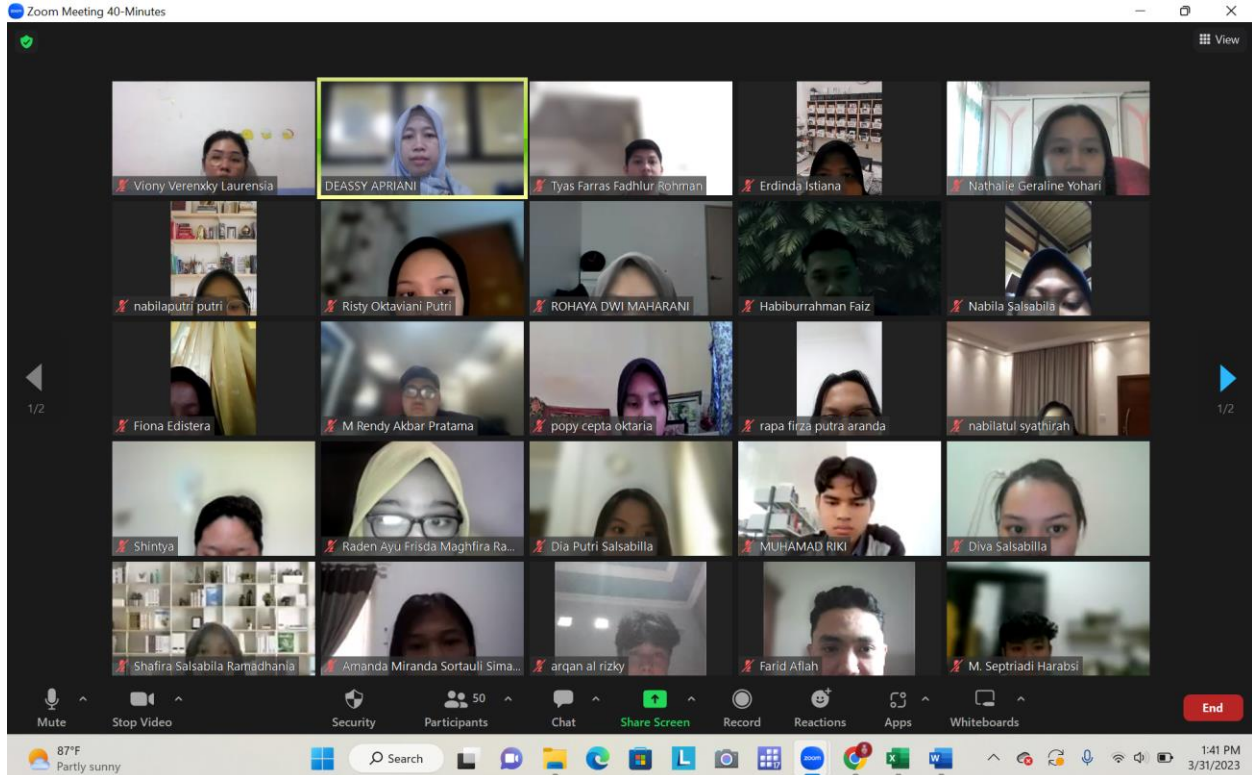 Zoom Meeting 40-Minutes
View
Viony Verenxky Laurensia
DEASSY APRIANI
Tyas Farras Fadhlur Rohman
Erdinda Istiana
Nathalie Geraline Yohari
nabilaputri putri
Risty Oktaviani Putri
ROHAYA DWI MAHARANI
Habiburrahman Faiz
Nabila Salsabila
1/2
1/2
Fiona Edistera
M Rendy Akbar Pratama
popy cepta oktaria
rapa firza putra aranda
nabilatul syathirah
Shintya
Raden Ayu Frisda Maghfira Ra...
Dia Putri Salsabilla
MUHAMAD RIKI
Diva Salsabilla
Shafira Salsabila Ramadhania
Amanda Miranda Sortauli Sima...
arqan al rizky
Farid Aflah
M. Septriadi Harabsi
Mute
Stop Video
Security
50
Participants
Chat
Share Screen
Record
Reactions
Apps
Whiteboards
End
87°F
Partly sunny
Search
1:41 PM
3/31/2023